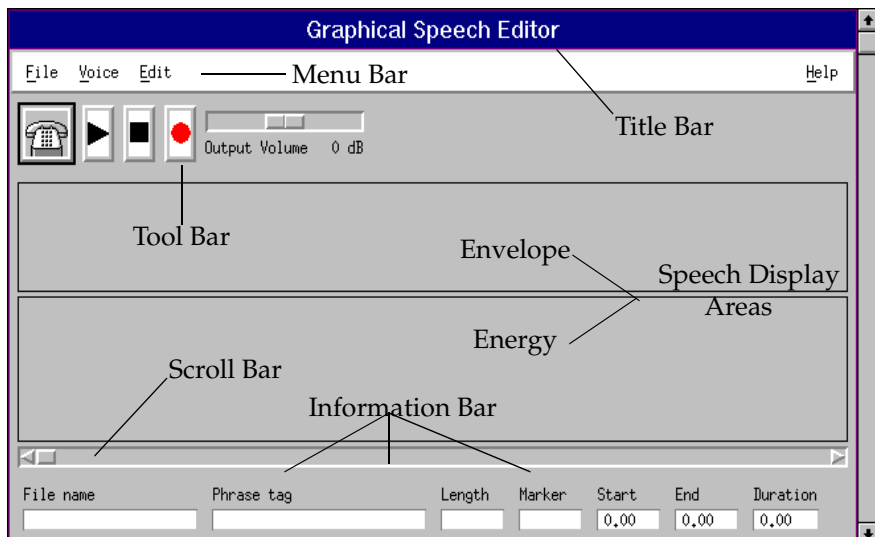 Graphical Speech Editor
File Voice Edit Menu Bar Help
Title Bar
Output Volume 0 dB
Tool Bar
Envelope
Speech Display
Areas
Energy
Scroll Bar
Information Bar
File name Phrase tag Length Marker Start End Duration
0.00 0.00 0.00